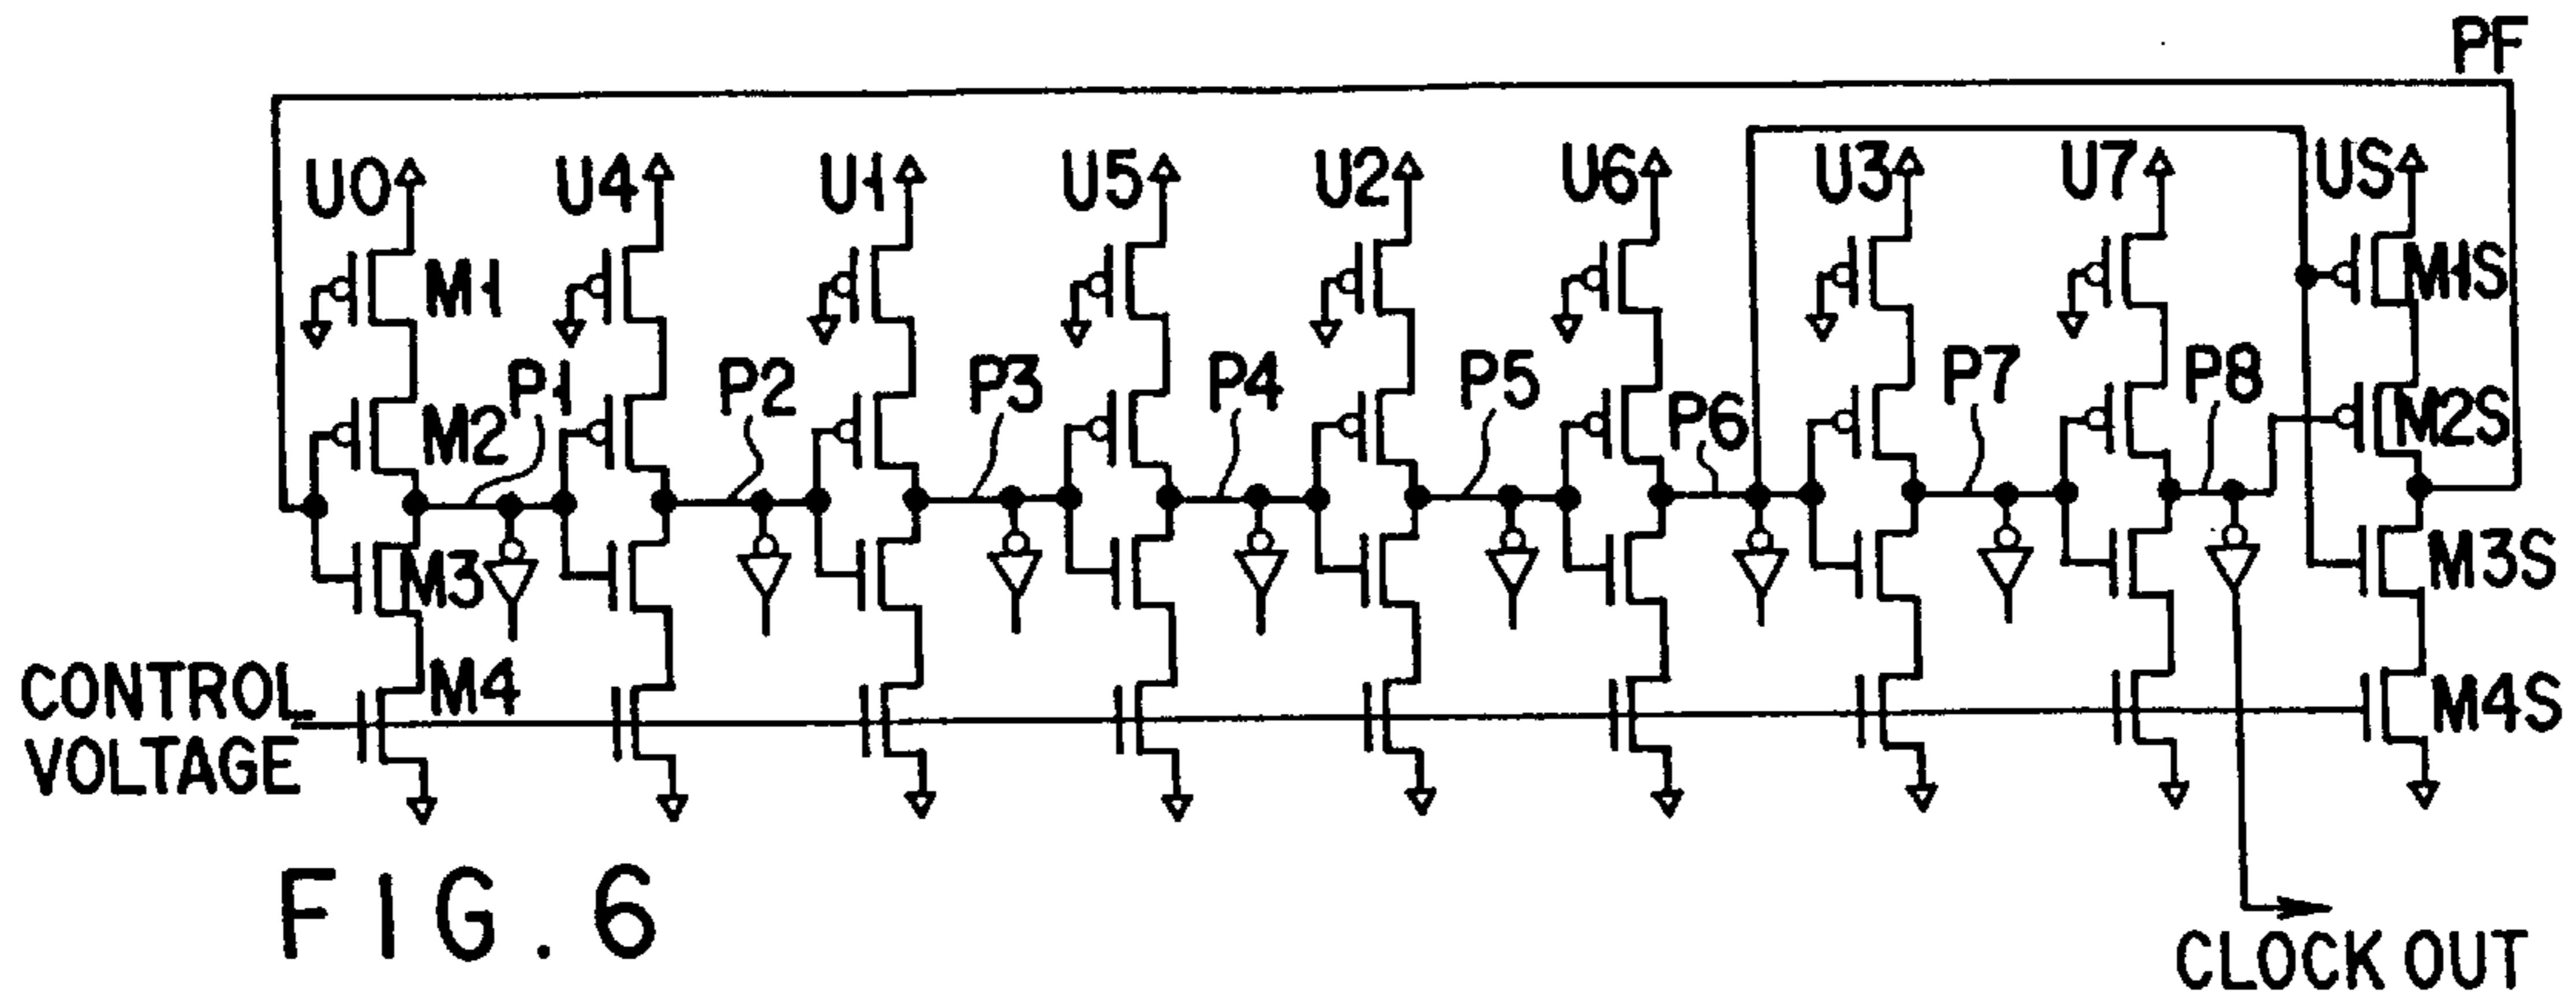 PF
U0 U4 U1 U5 U2 U6 U3 U7 US
M1 M1S
P1 P2 P3 P4 P5 P6 P7 P8
M2 M2S
M3 M3S
CONTROL M4 M4S
VOLTAGE
FIG. 6
CLOCK OUT